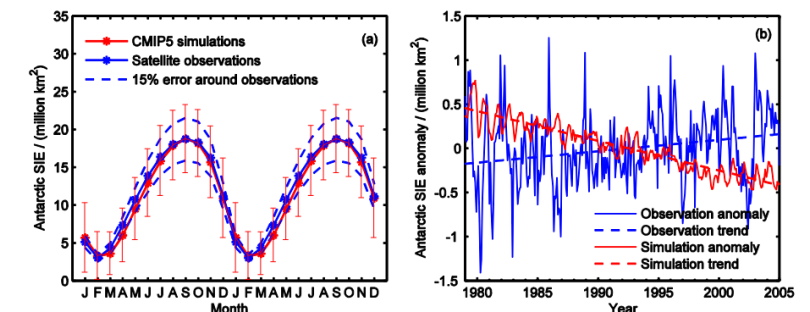 35
30
25
20
15
10
5
0
Antarctic SIE / (million km²)
(a)
CMIP5 simulations
Satellite observations
15% error around observations
J F M A M J J A S O N D J F M A M J J A S O N D
Month
1.5
1
0.5
0
-0.5
-1
-1.5
Antarctic SIE anomaly / (million km²)
(b)
Observation anomaly
Observation trend
Simulation anomaly
Simulation trend
1980 1985 1990 1995 2000 2005
Year